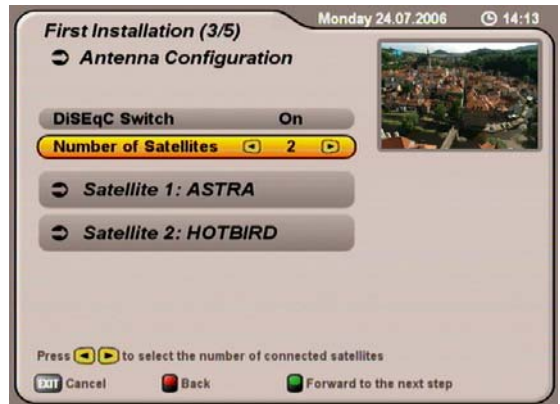 First Installation (3/5)
Monday 24.07.2006 14:13
Antenna Configuration
DiSEqC Switch On
Number of Satellites 2
Satellite 1: ASTRA
Satellite 2: HOTBIRD
Press to select the number of connected satellites
EXIT Cancel Back Forward to the next step